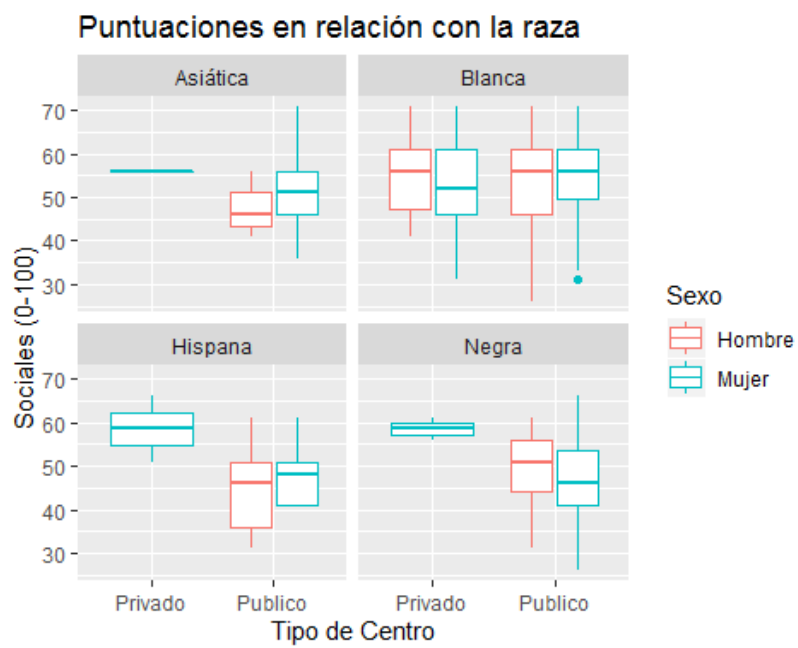 Puntuaciones en relación con la raza
Asiática
Blanca
70
60
50
40
30
Hispana
Negra
70
60
50
40
30
Sociales (0-100)
Privado
Publico
Privado
Publico
Tipo de Centro
Sexo
Hombre
Mujer